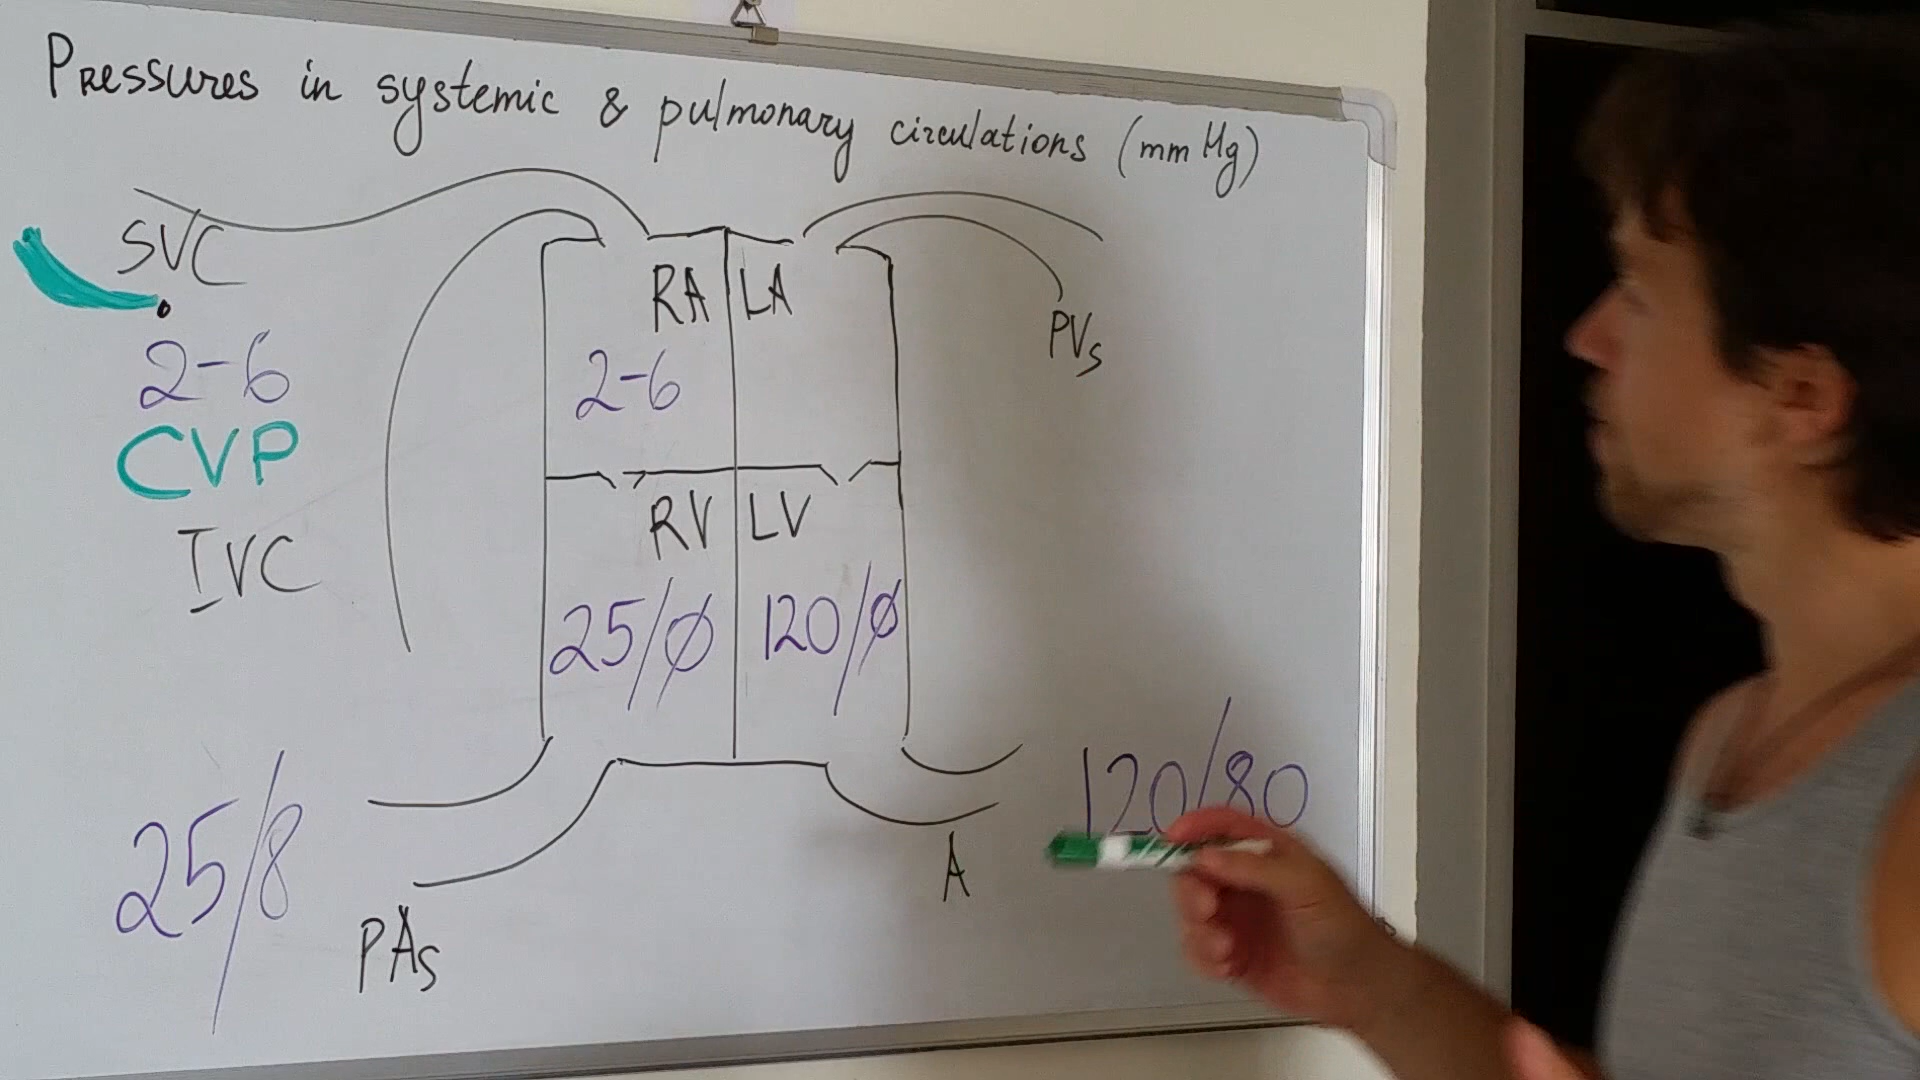 Pressures in systemic & pulmonary circulations (mm Hg)
SVC
2-6
CVP
IVC
RA
2-6
LA
PVs
RV
25/0
LV
120/0
25/8
PAs
120/80
A